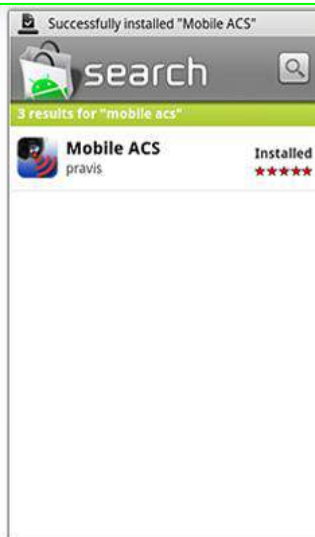 Successfully installed "Mobile ACS"
search
3 results for "mobile acs"
Mobile ACS
pravis
Installed